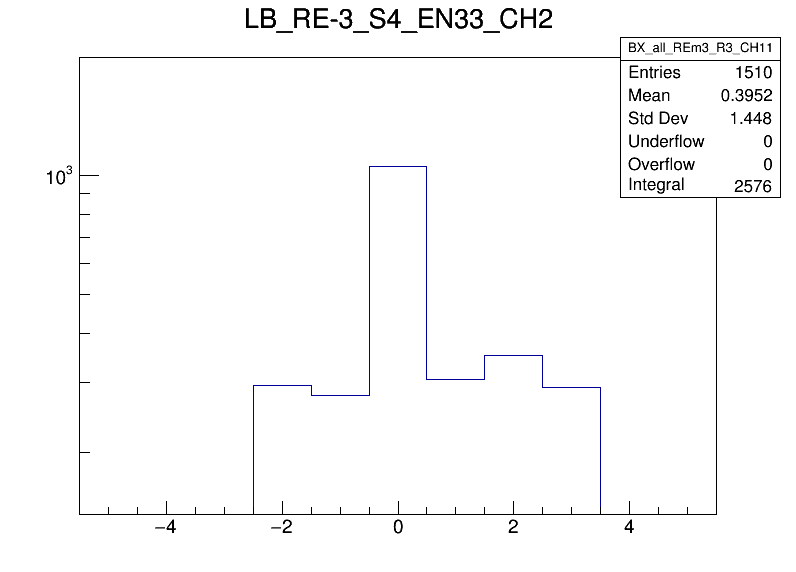 LB_RE-3_S4_EN33_CH2
BX_all_REm3_R3_CH11
Entries 1510
Mean 0.3952
Std Dev 1.448
Underflow 0
Overflow 0
Integral 2576
10³
−4 −2 0 2 4